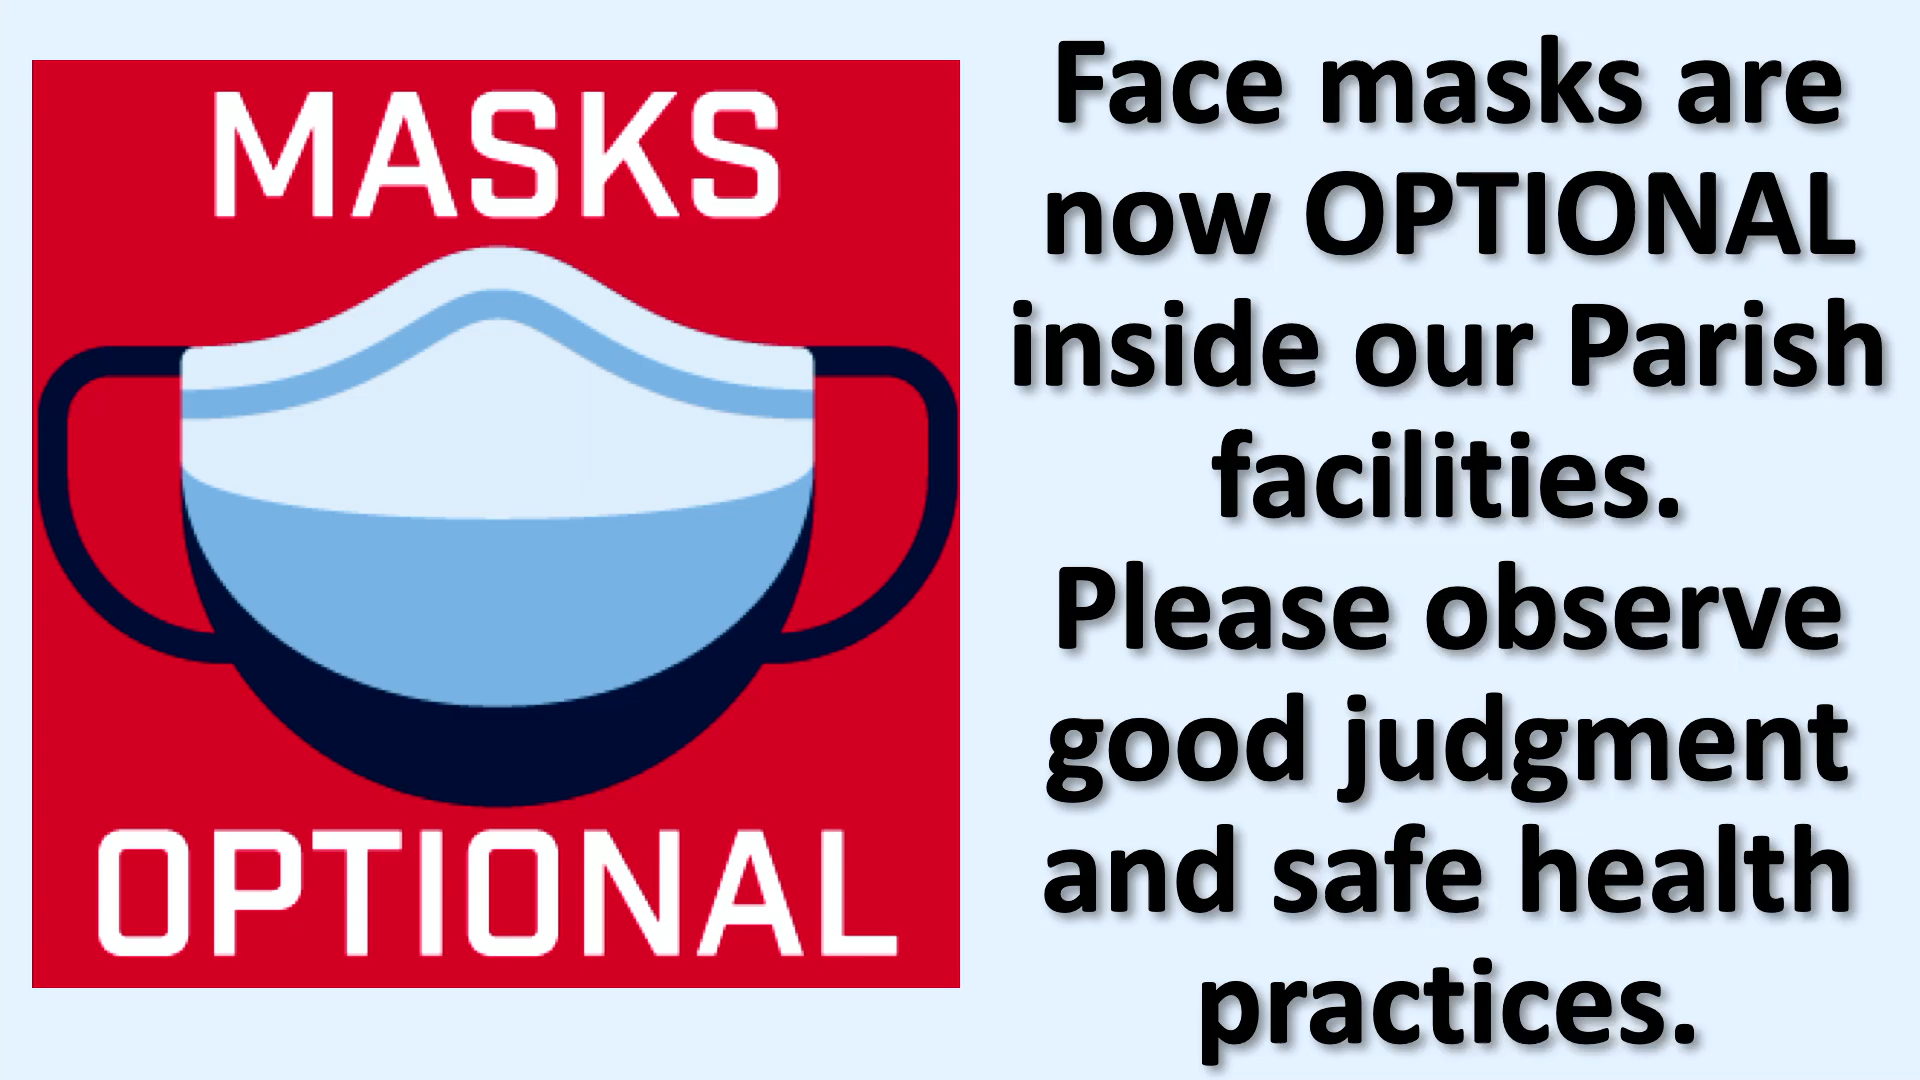 MASKS
OPTIONAL
Face masks are
now OPTIONAL
inside our Parish
facilities.
Please observe
good judgment
and safe health
practices.